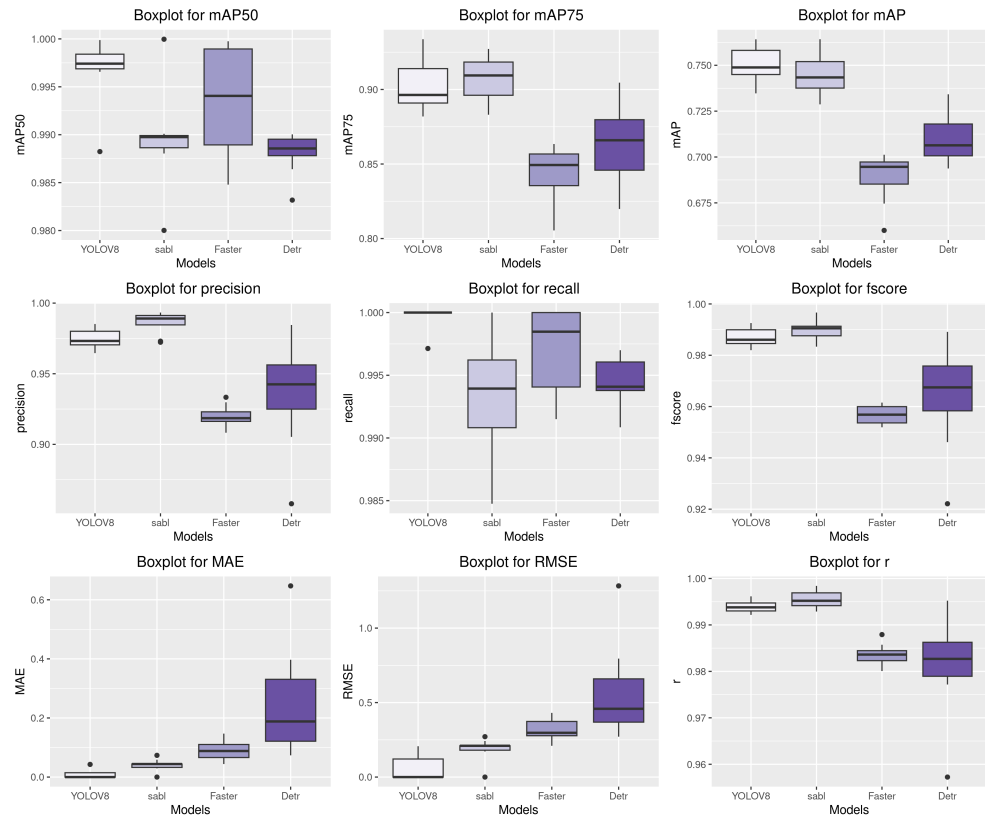 Boxplot for mAP50
mAP50
1.000
0.995
0.990
0.985
0.980
YOLOV8 sabl Faster Detr
Models
Boxplot for mAP75
mAP75
0.90
0.85
0.80
YOLOV8 sabl Faster Detr
Models
Boxplot for mAP
mAP
0.750
0.725
0.700
0.675
YOLOV8 sabl Faster Detr
Models
Boxplot for precision
precision
1.00
0.95
0.90
YOLOV8 sabl Faster Detr
Models
Boxplot for recall
recall
1.000
0.995
0.990
0.985
YOLOV8 sabl Faster Detr
Models
Boxplot for fscore
fscore
1.00
0.98
0.96
0.94
0.92
YOLOV8 sabl Faster Detr
Models
Boxplot for MAE
MAE
0.6
0.4
0.2
0.0
YOLOV8 sabl Faster Detr
Models
Boxplot for RMSE
RMSE
1.0
0.5
0.0
YOLOV8 sabl Faster Detr
Models
Boxplot for r
r
1.00
0.99
0.98
0.97
0.96
YOLOV8 sabl Faster Detr
Models